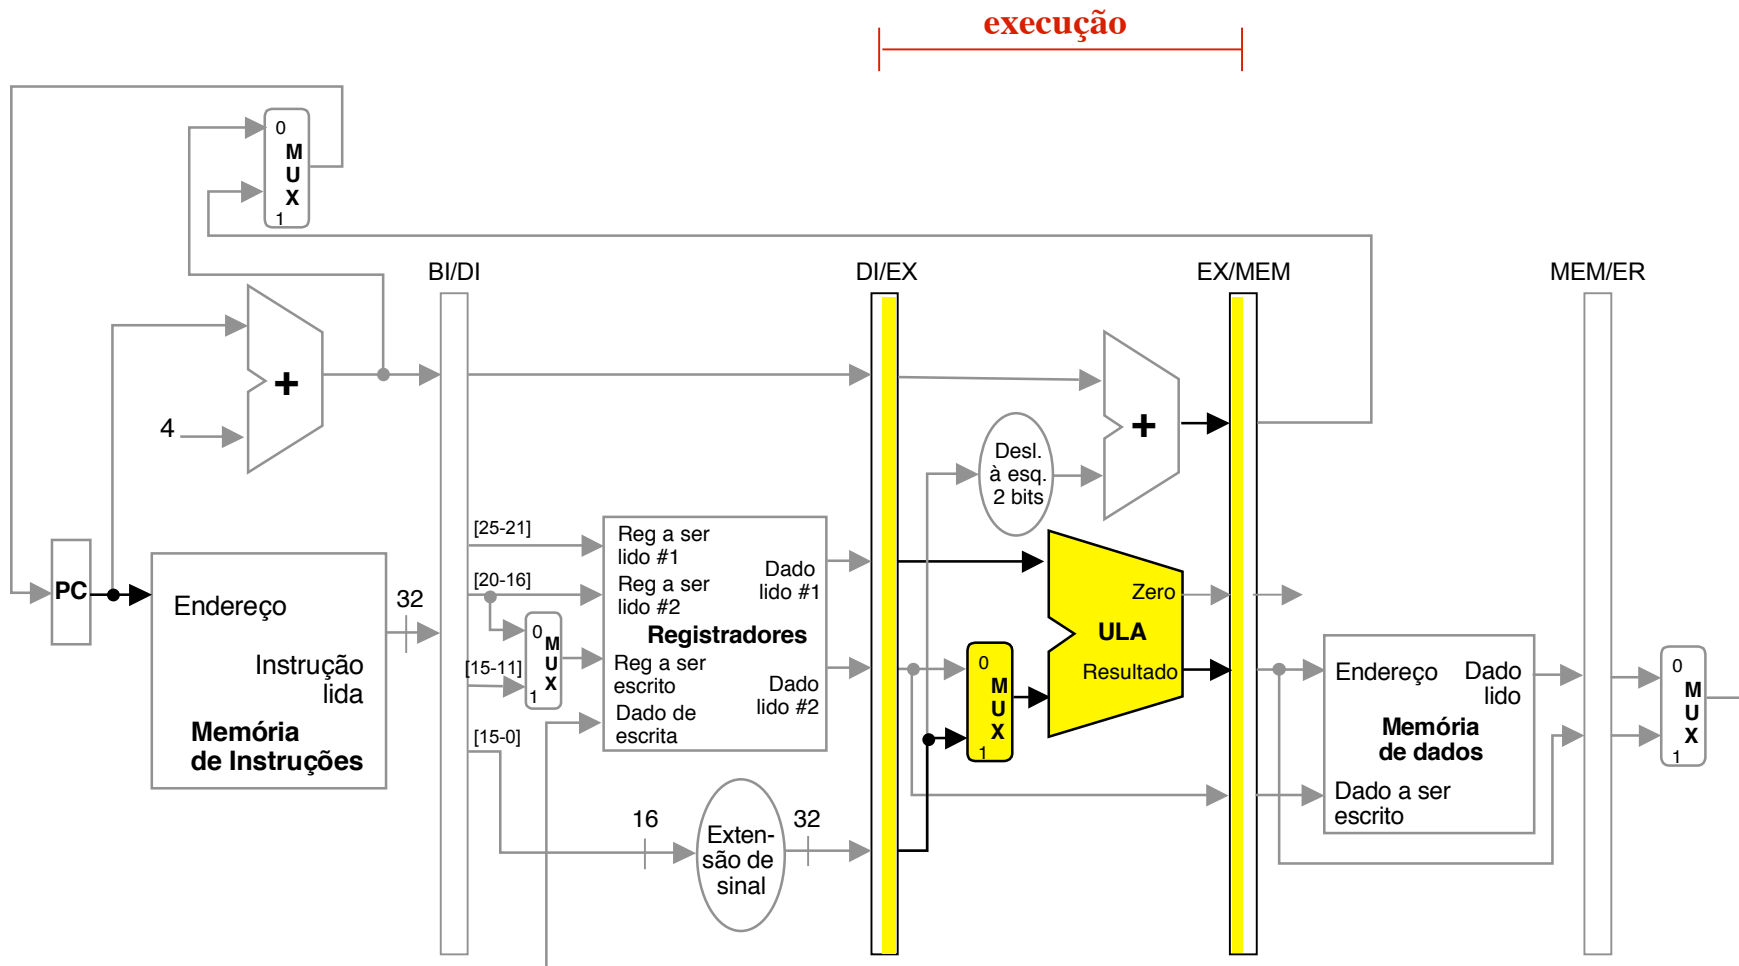 execução
0
M
U
X
1
BI/DI
DI/EX
EX/MEM
MEM/ER
+
4
+
Desl.
à esq.
2 bits
PC
Endereço
Instrução
lida
Memória
de Instruções
32
[25-21]
[20-16]
[15-11]
[15-0]
0
M
U
X
1
Reg a ser
lido #1
Reg a ser
lido #2
Dado
lido #1
Registradores
Reg a ser
escrito
Dado
lido #2
Dado de
escrita
16
Exten-
são de
sinal
32
0
M
U
X
1
Zero
ULA
Resultado
Endereço
Dado
lido
Memória
de dados
Dado a ser
escrito
0
M
U
X
1